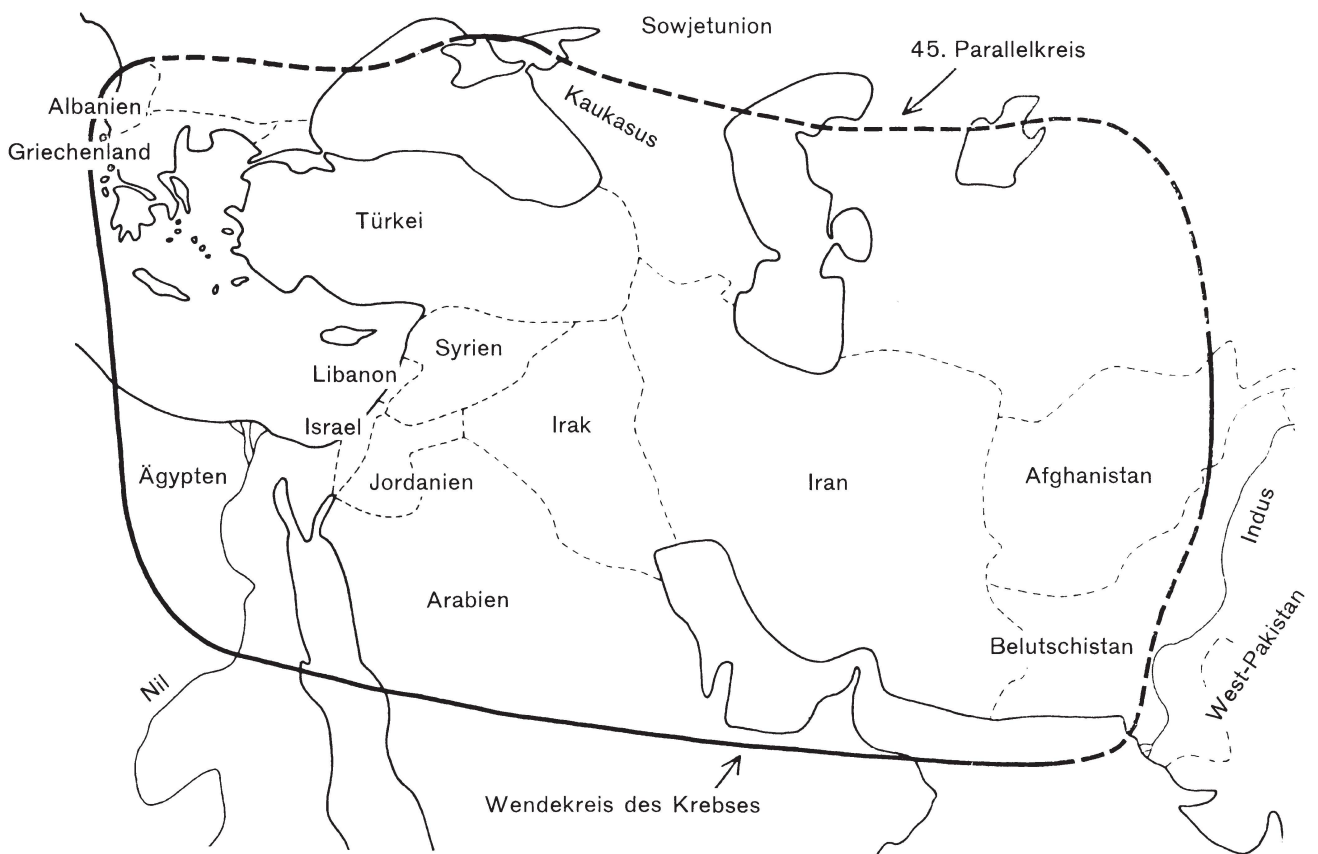 Sowjetunion
45. Parallelkreis
Albanien
Kaukasus
Griechenland
Türkei
Syrien
Libanon
Israel
Irak
Ägypten
Jordanien
Iran
Afghanistan
Indus
Arabien
Belutschistan
West-Pakistan
Nil
Wendekreis des Krebses